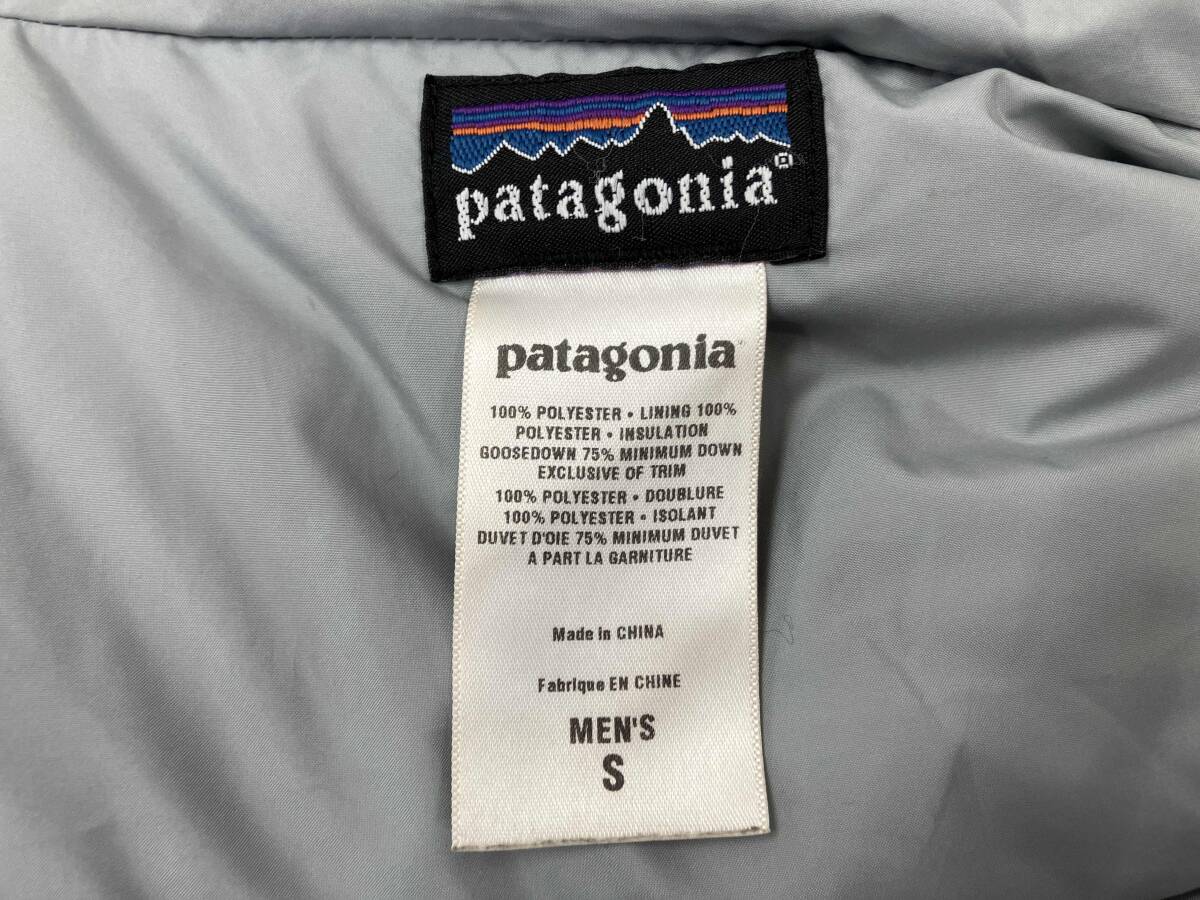 patagonia®
patagonia
100% POLYESTER • LINING 100%
POLYESTER • INSULATION
GOOSEDOWN 75% MINIMUM DOWN
EXCLUSIVE OF TRIM
100% POLYESTER • DOUBLURE
100% POLYESTER • ISOLANT
DUVET D'OIE 75% MINIMUM DUVET
A PART LA GARNITURE
Made in CHINA
Fabrique EN CHINE
MEN'S
S